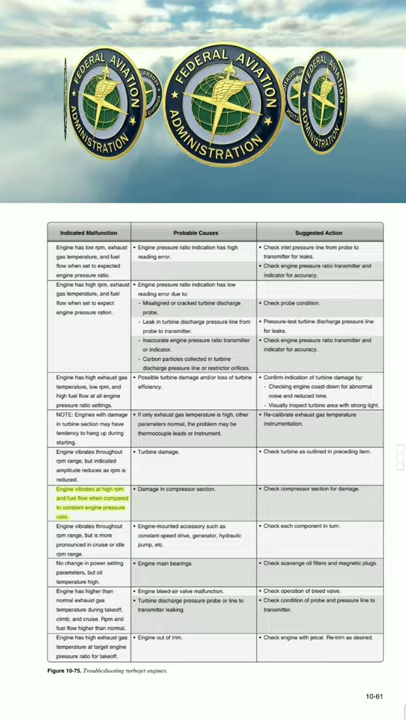 FEDERAL AVIATION
ADMINISTRATION
FEDERAL AVIATION
ADMINISTRATION
FEDERAL AVIATION
ADMINISTRATION
Indicated Malfunction
Probable Causes
Suggested Action
Engine has low rpm, exhaust
gas temperature, and fuel
flow when set to expected
engine pressure ratio.
• Engine pressure ratio indication has high
reading error.
• Check inlet pressure line from probe to
transmitter for leaks.
• Check engine pressure ratio transmitter and
indicator for accuracy.
Engine has high rpm, exhaust
gas temperature, and fuel
flow when set to expect
engine pressure ration.
• Engine pressure ratio indication has low
reading error due to:
- Misaligned or cracked turbine discharge
probe.
- Leak in turbine discharge pressure line from
probe to transmitter.
- Inaccurate engine pressure ratio transmitter
or indicator.
- Carbon particles collected in turbine
discharge pressure line or restrictor orifices.
• Check probe condition.
• Pressure-test turbine discharge pressure line
for leaks.
• Check engine pressure ratio transmitter and
indicator for accuracy.
Engine has high exhaust gas
temperature, low rpm, and
high fuel flow at all engine
pressure ratio settings.
• Possible turbine damage and/or loss of turbine
efficiency.
• Confirm indication of turbine damage by:
- Checking engine coast-down for abnormal
noise and reduced time.
- Visually inspect turbine area with strong light.
NOTE: Engines with damage
in turbine section may have
tendency to hang up during
starting.
• If only exhaust gas temperature is high, other
parameters normal, the problem may be
thermocouple leads or instrument.
• Re-calibrate exhaust gas temperature
instrumentation.
Engine vibrates throughout
rpm range, but indicated
amplitude reduces as rpm is
reduced.
• Turbine damage.
• Check turbine as outlined in preceding item.
Engine vibrates at high rpm
and fuel flow when compared
to constant engine pressure
ratio.
• Damage in compressor section.
• Check compressor section for damage.
Engine vibrates throughout
rpm range, but is more
pronounced in cruise or idle
rpm range.
• Engine-mounted accessory such as
constant-speed drive, generator, hydraulic
pump, etc.
• Check each component in turn.
No change in power setting
parameters, but oil
temperature high.
• Engine main bearings.
• Check scavenge oil filters and magnetic plugs.
Engine has higher than
normal exhaust gas
temperature during takeoff,
climb, and cruise. Rpm and
fuel flow higher than normal.
• Engine bleed-air valve malfunction.
• Turbine discharge pressure probe or line to
transmitter leaking.
• Check operation of bleed valve.
• Check condition of probe and pressure line to
transmitter.
Engine has high exhaust gas
temperature at target engine
pressure ratio for takeoff.
• Engine out of trim.
• Check engine with jetcal. Re-trim as desired.
Figure 10-75. Troubleshooting turbojet engines.
10-61